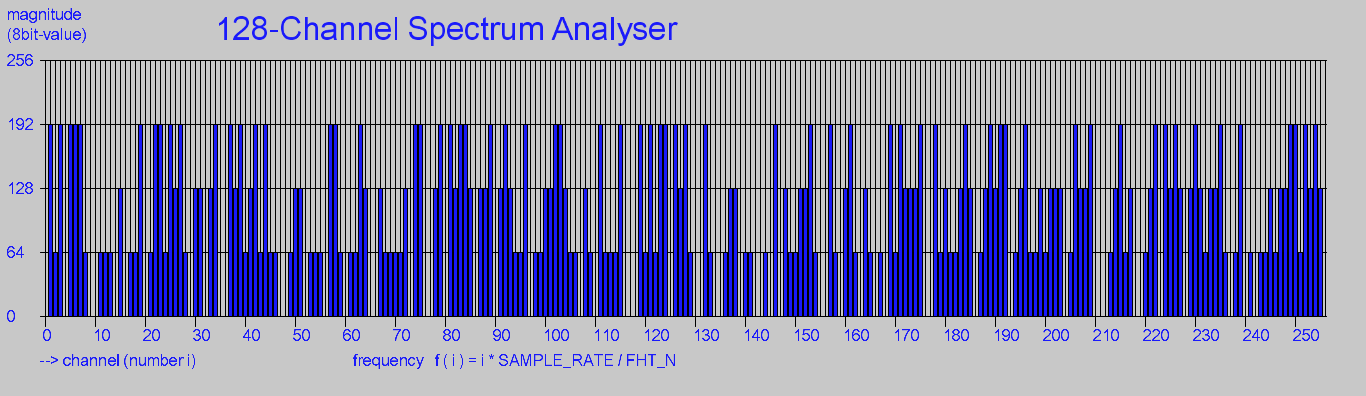 magnitude
(8bit-value)
128-Channel Spectrum Analyser
256
192
128
64
0
0 10 20 30 40 50 60 70 80 90 100 110 120 130 140 150 160 170 180 190 200 210 220 230 240 250
--> channel (number i) frequency f ( i ) = i * SAMPLE_RATE / FHT_N